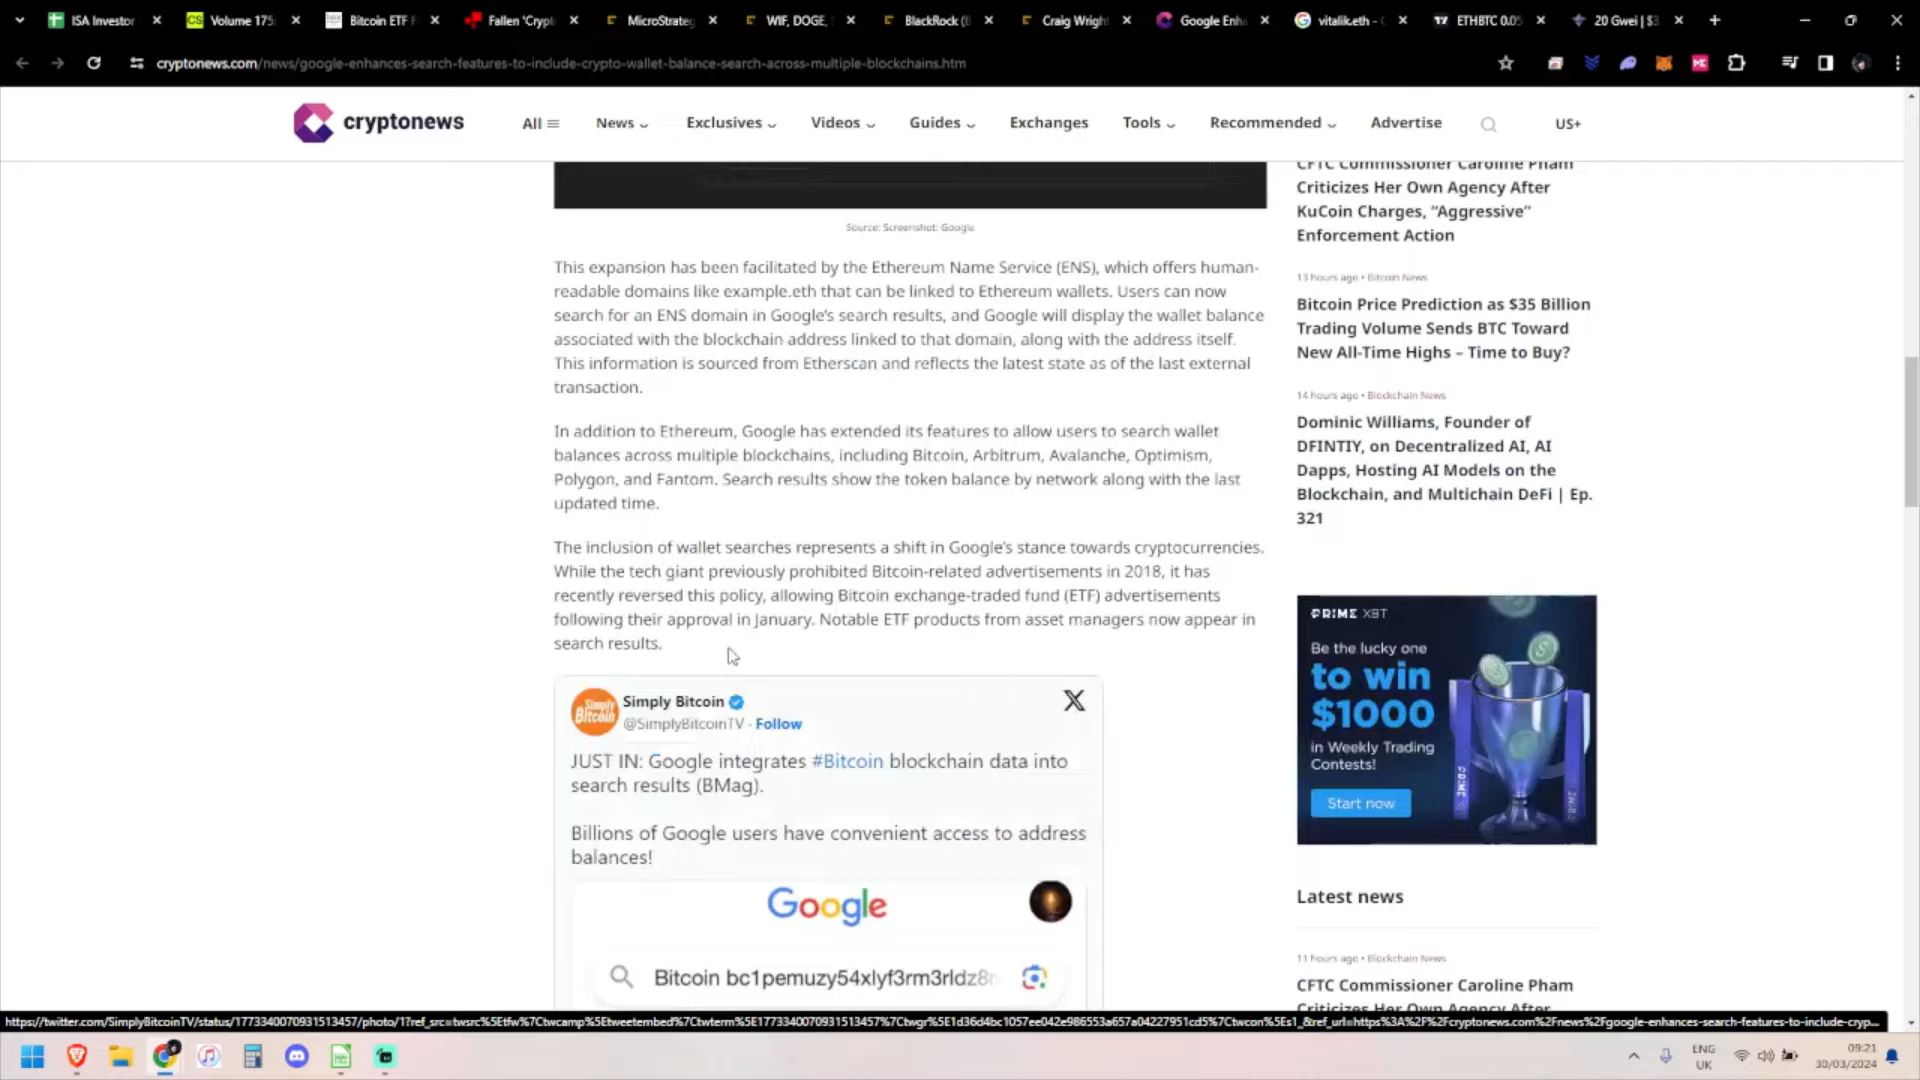 ISA Investor
Volume 175:
Bitcoin ETF F
Fallen 'Crypt
MicroStrateg
WIF, DOGE,
BlackRock (B
Craig Wright
Google Enha
vitalik.eth - G
ETHBTC 0.05
20 Gwei | $3
cryptonews.com/news/google-enhances-search-features-to-include-crypto-wallet-balance-search-across-multiple-blockchains.htm
cryptonews
All
News
Exclusives
Videos
Guides
Exchanges
Tools
Recommended
Advertise
US+
Source: Screenshot: Google
This expansion has been facilitated by the Ethereum Name Service (ENS), which offers human-
readable domains like example.eth that can be linked to Ethereum wallets. Users can now
search for an ENS domain in Google's search results, and Google will display the wallet balance
associated with the blockchain address linked to that domain, along with the address itself.
This information is sourced from Etherscan and reflects the latest state as of the last external
transaction.
In addition to Ethereum, Google has extended its features to allow users to search wallet
balances across multiple blockchains, including Bitcoin, Arbitrum, Avalanche, Optimism,
Polygon, and Fantom. Search results show the token balance by network along with the last
updated time.
The inclusion of wallet searches represents a shift in Google's stance towards cryptocurrencies.
While the tech giant previously prohibited Bitcoin-related advertisements in 2018, it has
recently reversed this policy, allowing Bitcoin exchange-traded fund (ETF) advertisements
following their approval in January. Notable ETF products from asset managers now appear in
search results.
Simply Bitcoin
Simply Bitcoin
@SimplyBitcoinTV · Follow
JUST IN: Google integrates #Bitcoin blockchain data into
search results (BMag).
Billions of Google users have convenient access to address
balances!
Google
Bitcoin bc1pemuzy54xlyf3rm3rldz8n
CFTC Commissioner Caroline Pham
Criticizes Her Own Agency After
KuCoin Charges, "Aggressive"
Enforcement Action
13 hours ago • Bitcoin News
Bitcoin Price Prediction as $35 Billion
Trading Volume Sends BTC Toward
New All-Time Highs – Time to Buy?
14 hours ago • Blockchain News
Dominic Williams, Founder of
DFINTIY, on Decentralized AI, AI
Dapps, Hosting AI Models on the
Blockchain, and Multichain DeFi | Ep.
321
PRIME XBT
Be the lucky one
to win
$1000
in Weekly Trading
Contests!
Start now
Latest news
11 hours ago • Blockchain News
CFTC Commissioner Caroline Pham
Criticizes Her Own Agency After
ENG
UK
09:21
30/03/2024